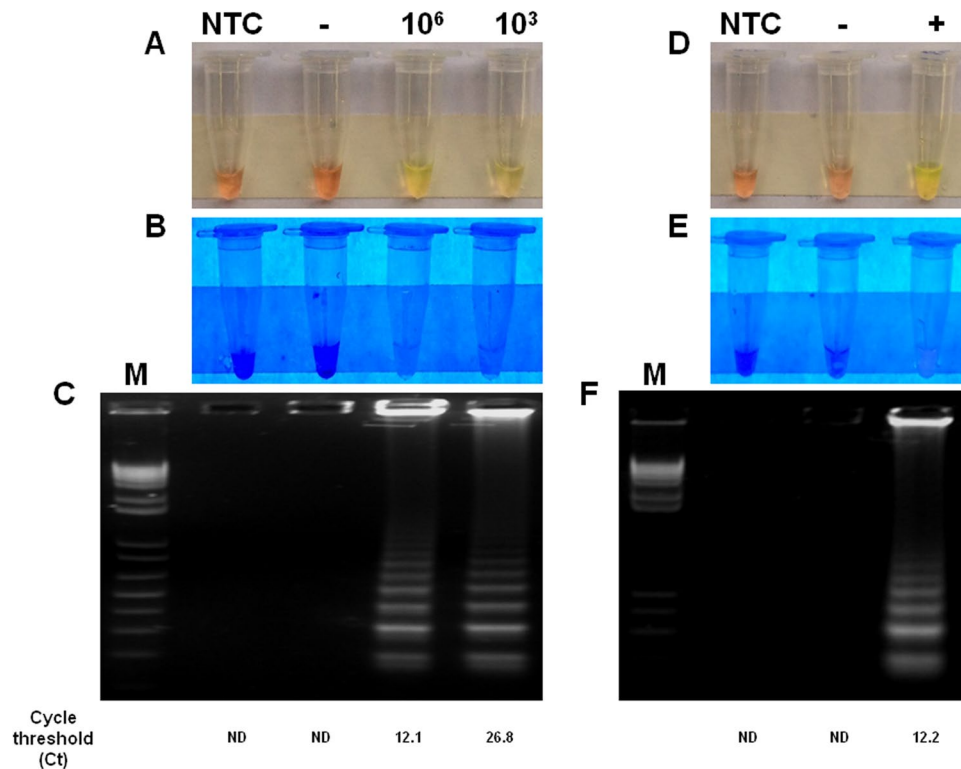 NTC - 10⁶ 10³
NTC - +
A
D
B
E
M
M
C
F
Cycle
threshold
(Ct)
ND ND 12.1 26.8
ND ND 12.2